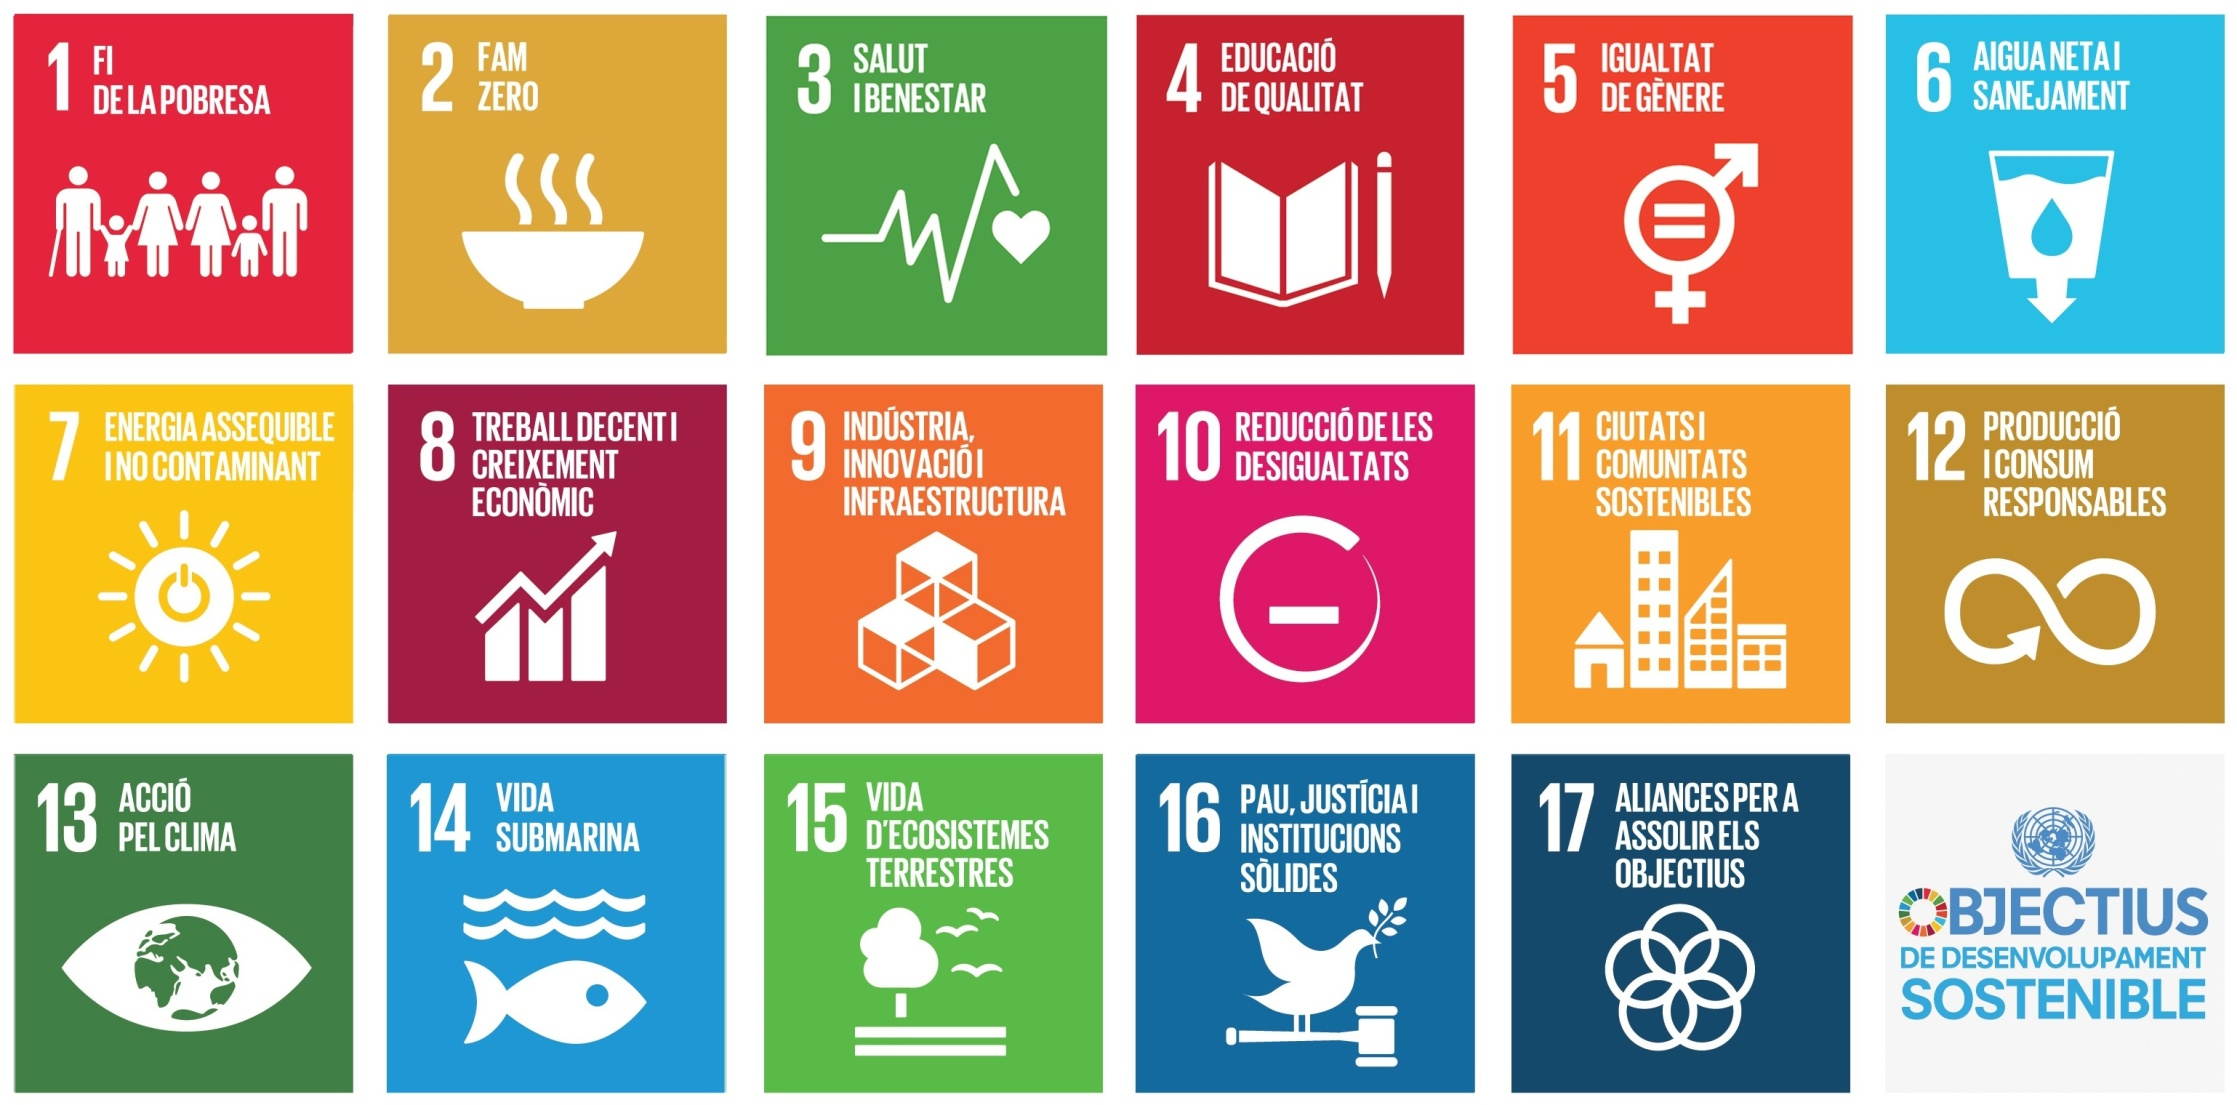 1 FI
DE LA POBRESA
2 FAM
ZERO
3 SALUT
I BENESTAR
4 EDUCACIÓ
DE QUALITAT
5 IGUALTAT
DE GÈNERE
6 AIGUA NETA I
SANEJAMENT
7 ENERGIA ASSEQUIBLE
I NO CONTAMINANT
8 TREBALL DECENT I
CREIXEMENT
ECONÒMIC
9 INDÚSTRIA,
INNOVACIÓ I
INFRAESTRUCTURA
10 REDUCCIÓ DE LES
DESIGUALTATS
11 CIUTATS I
COMUNITATS
SOSTENIBLES
12 PRODUCCIÓ
I CONSUM
RESPONSABLES
13 ACCIÓ
PEL CLIMA
14 VIDA
SUBMARINA
15 VIDA
D'ECOSISTEMES
TERRESTRES
16 PAU, JUSTÍCIA I
INSTITUCIONS
SÒLIDES
17 ALIANCES PER A
ASSOLIR ELS
OBJECTIUS
OBJECTIUS
DE DESENVOLUPAMENT
SOSTENIBLE